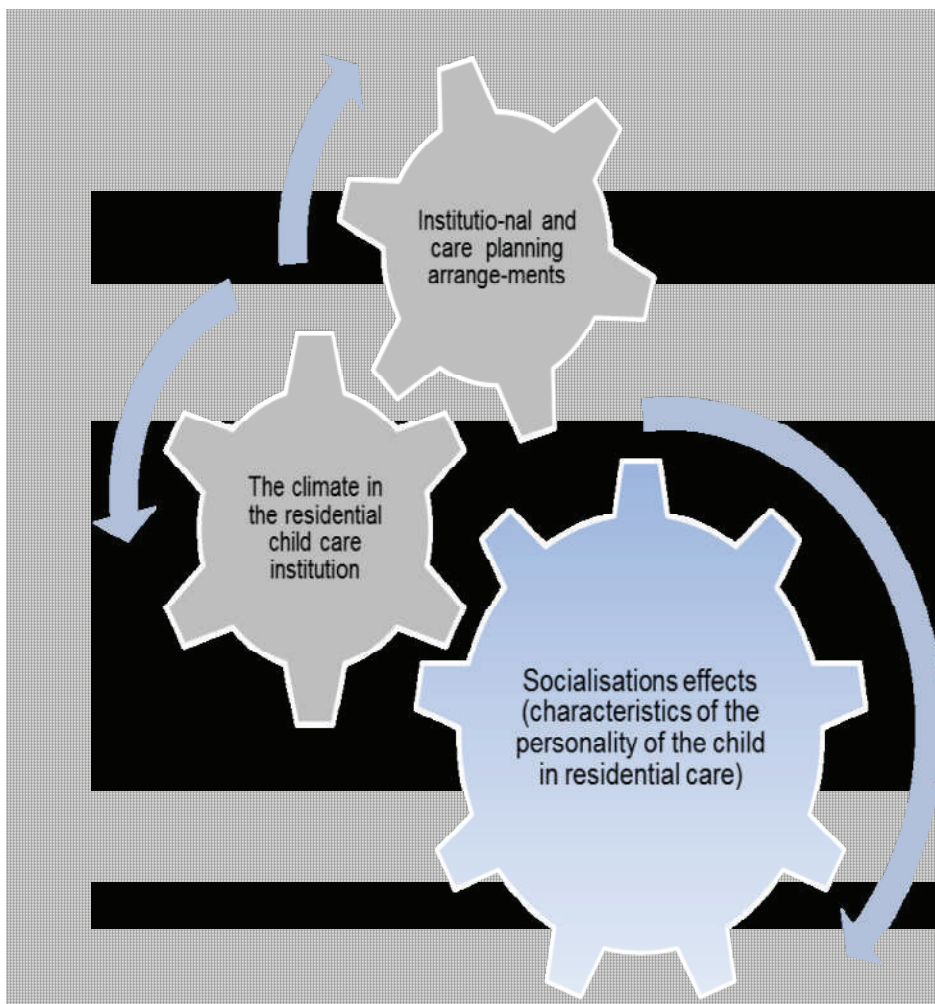 Institutio-nal and
care planning
arrange-ments
The climate in
the residential
child care
institution
Socialisations effects
(characteristics of the
personality of the child
in residential care)